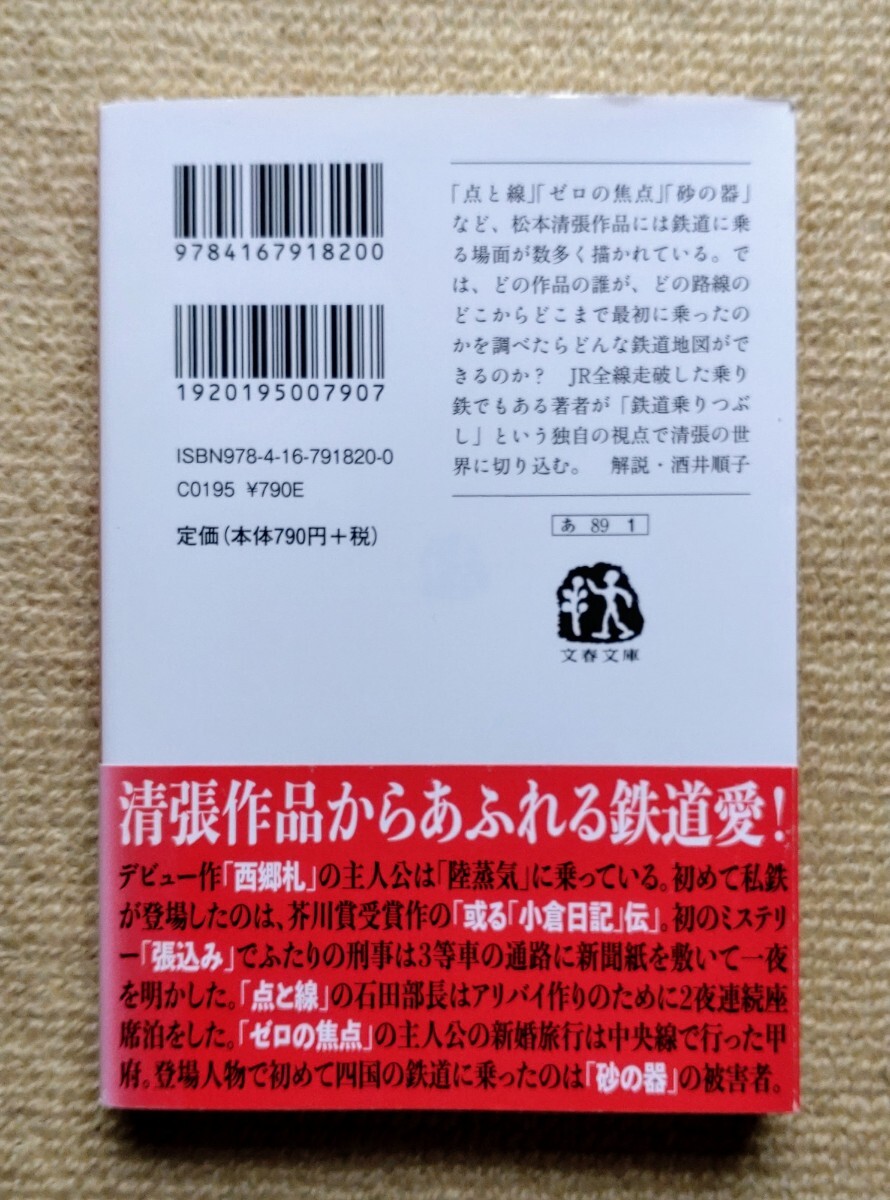 9784167918200
1920195007907
ISBN978-4-16-791820-0
C0195 ¥790E
定価(本体790円+税)
「点と線」「ゼロの焦点」「砂の器」
など、松本清張作品には鉄道に乗
る場面が数多く描かれている。で
は、どの作品の誰が、どの路線の
どこからどこまで最初に乗ったの
かを調べたらどんな鉄道地図がで
きるのか? JR全線走破した乗り
鉄でもある著者が「鉄道乗りつぶ
し」という独自の視点で清張の世
界に切り込む。 解説・酒井順子
あ 89 1
文春文庫
清張作品からあふれる鉄道愛!
デビュー作「西郷札」の主人公は「陸蒸気」に乗っている。初めて私鉄
が登場したのは、芥川賞受賞作の「或る「小倉日記」伝」。初のミステリ
ー「張込み」でふたりの刑事は3等車の通路に新聞紙を敷いて一夜
を明かした。「点と線」の石田部長はアリバイ作りのために2夜連続座
席泊をした。「ゼロの焦点」の主人公の新婚旅行は中央線で行った甲
府。登場人物で初めて四国の鉄道に乗ったのは「砂の器」の被害者。